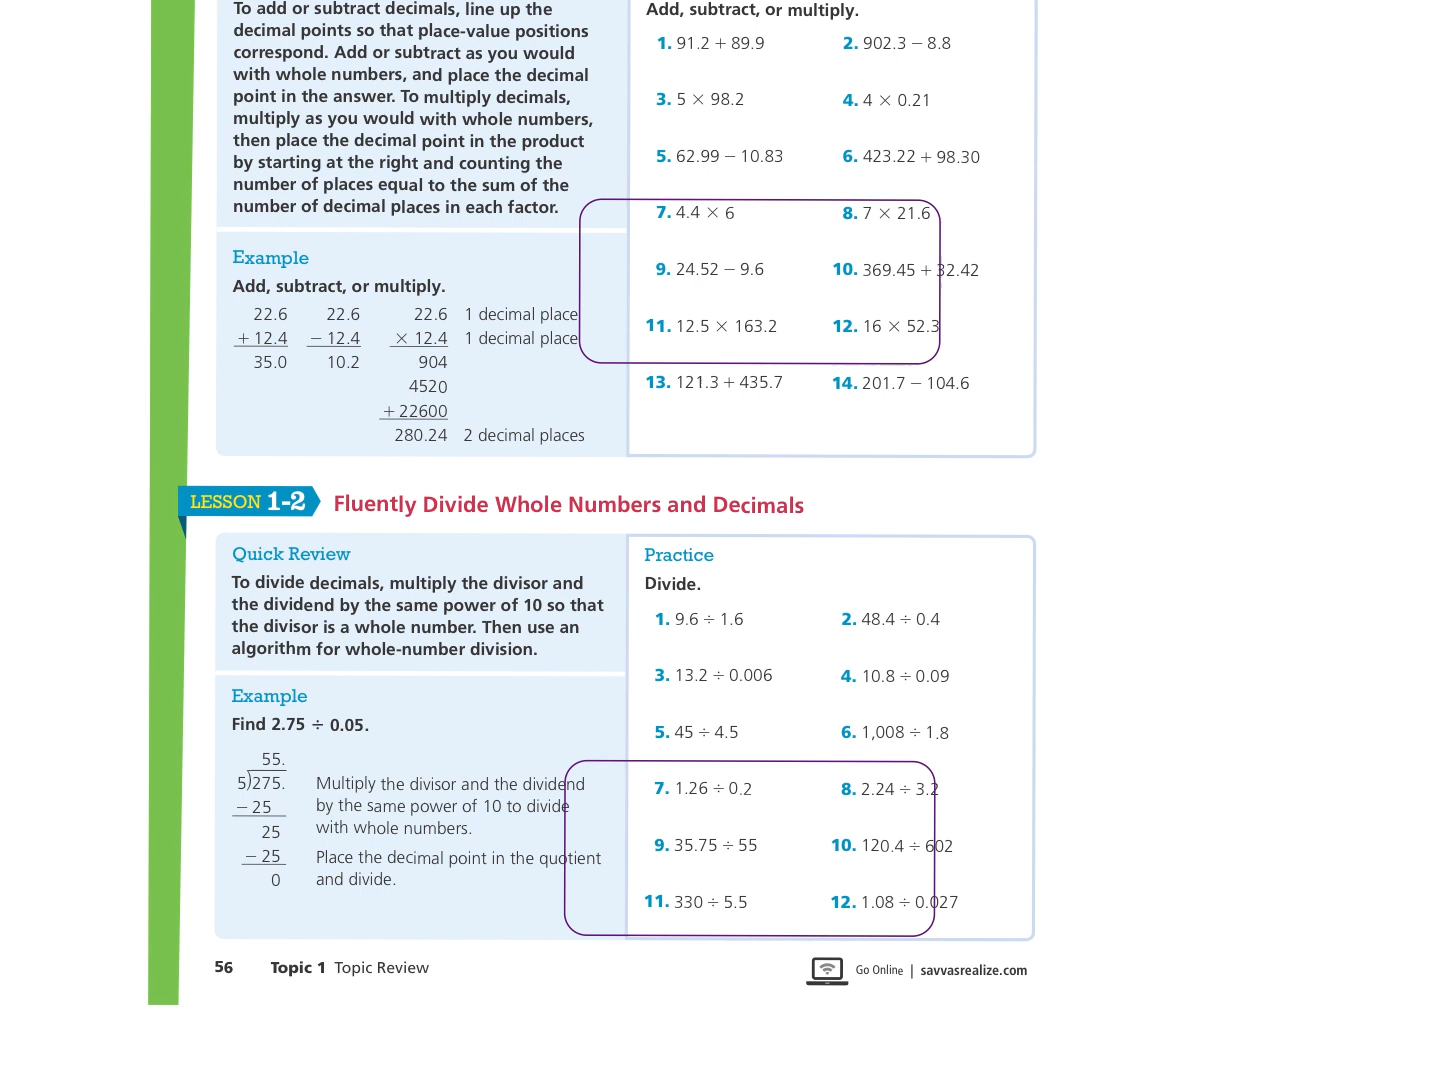 To add or subtract decimals, line up the
decimal points so that place-value positions
correspond. Add or subtract as you would
with whole numbers, and place the decimal
point in the answer. To multiply decimals,
multiply as you would with whole numbers,
then place the decimal point in the product
by starting at the right and counting the
number of places equal to the sum of the
number of decimal places in each factor.
Example
Add, subtract, or multiply.
22.6 22.6 22.6 1 decimal place
+ 12.4 − 12.4 × 12.4 1 decimal place
35.0 10.2 904
4520
+ 22600
280.24 2 decimal places
Add, subtract, or multiply.
1. 91.2 + 89.9 2. 902.3 − 8.8
3. 5 × 98.2 4. 4 × 0.21
5. 62.99 − 10.83 6. 423.22 + 98.30
7. 4.4 × 6 8. 7 × 21.6
9. 24.52 − 9.6 10. 369.45 + 32.42
11. 12.5 × 163.2 12. 16 × 52.3
13. 121.3 + 435.7 14. 201.7 − 104.6
LESSON 1-2 Fluently Divide Whole Numbers and Decimals
Quick Review
To divide decimals, multiply the divisor and
the dividend by the same power of 10 so that
the divisor is a whole number. Then use an
algorithm for whole-number division.
Example
Find 2.75 ÷ 0.05.
55.
5)275. Multiply the divisor and the dividend
− 25 by the same power of 10 to divide
25 with whole numbers.
− 25 Place the decimal point in the quotient
0 and divide.
Practice
Divide.
1. 9.6 ÷ 1.6 2. 48.4 ÷ 0.4
3. 13.2 ÷ 0.006 4. 10.8 ÷ 0.09
5. 45 ÷ 4.5 6. 1,008 ÷ 1.8
7. 1.26 ÷ 0.2 8. 2.24 ÷ 3.2
9. 35.75 ÷ 55 10. 120.4 ÷ 602
11. 330 ÷ 5.5 12. 1.08 ÷ 0.027
56 Topic 1 Topic Review Go Online | savvasrealize.com